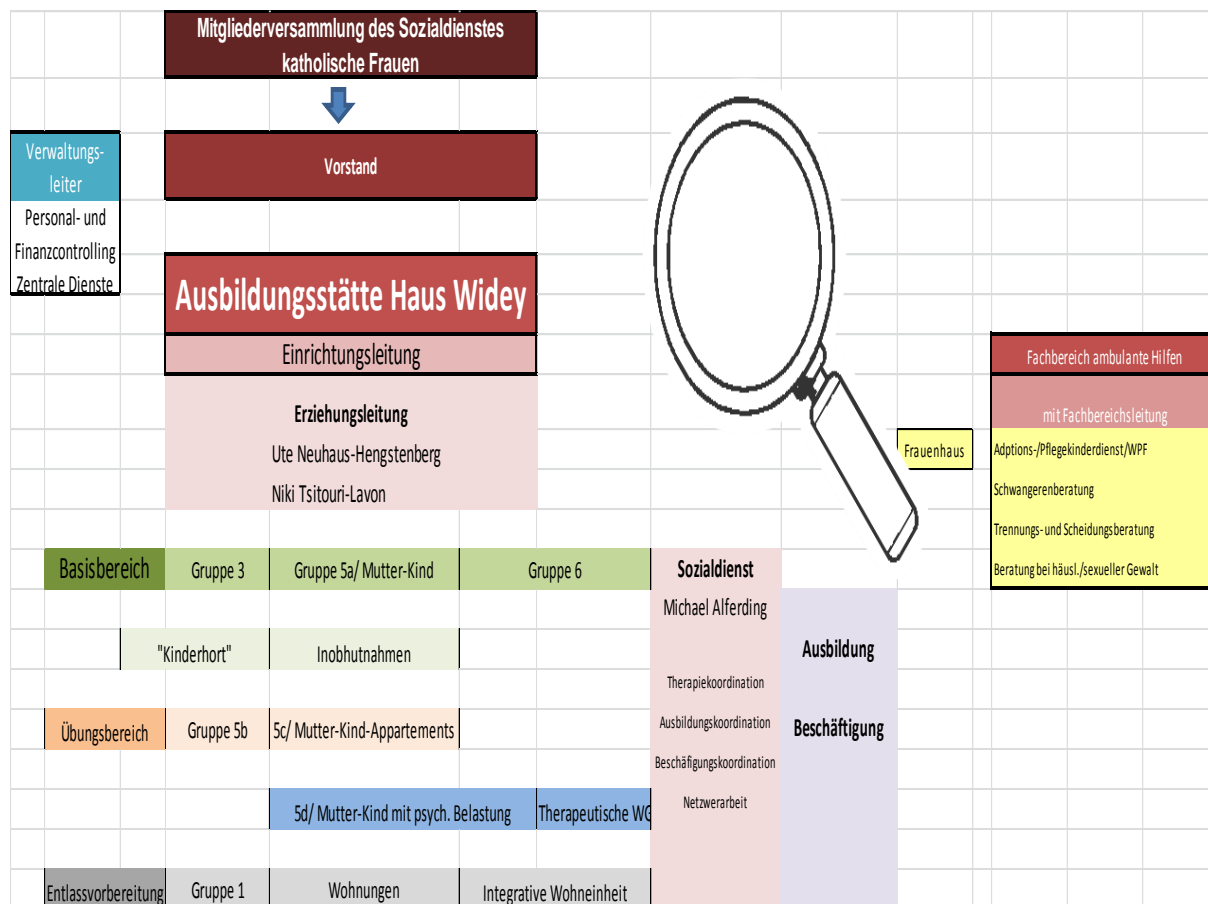 Mitgliederversammlung des Sozialdienstes
katholische Frauen
Verwaltungs-
leiter
Personal- und
Finanzcontrolling
Zentrale Dienste
Vorstand
Ausbildungsstätte Haus Widey
Einrichtungsleitung
Erziehungsleitung
Ute Neuhaus-Hengstenberg
Niki Tsitouri-Lavon
Fachbereich ambulante Hilfen
mit Fachbereichsleitung
Frauenhaus
Adptions-/Pflegekinderdienst/WPF
Schwangerenberatung
Trennungs- und Scheidungsberatung
Beratung bei häusl./sexueller Gewalt
Basisbereich
Gruppe 3
Gruppe 5a/ Mutter-Kind
Gruppe 6
"Kinderhort"
Inobhutnahmen
Übungsbereich
Gruppe 5b
5c/ Mutter-Kind-Appartements
5d/ Mutter-Kind mit psych. Belastung
Therapeutische WG
Entlassvorbereitung
Gruppe 1
Wohnungen
Integrative Wohneinheit
Sozialdienst
Michael Alferding
Therapiekoordination
Ausbildungskoordination
Beschäfigungskoordination
Netzwerarbeit
Ausbildung
Beschäftigung